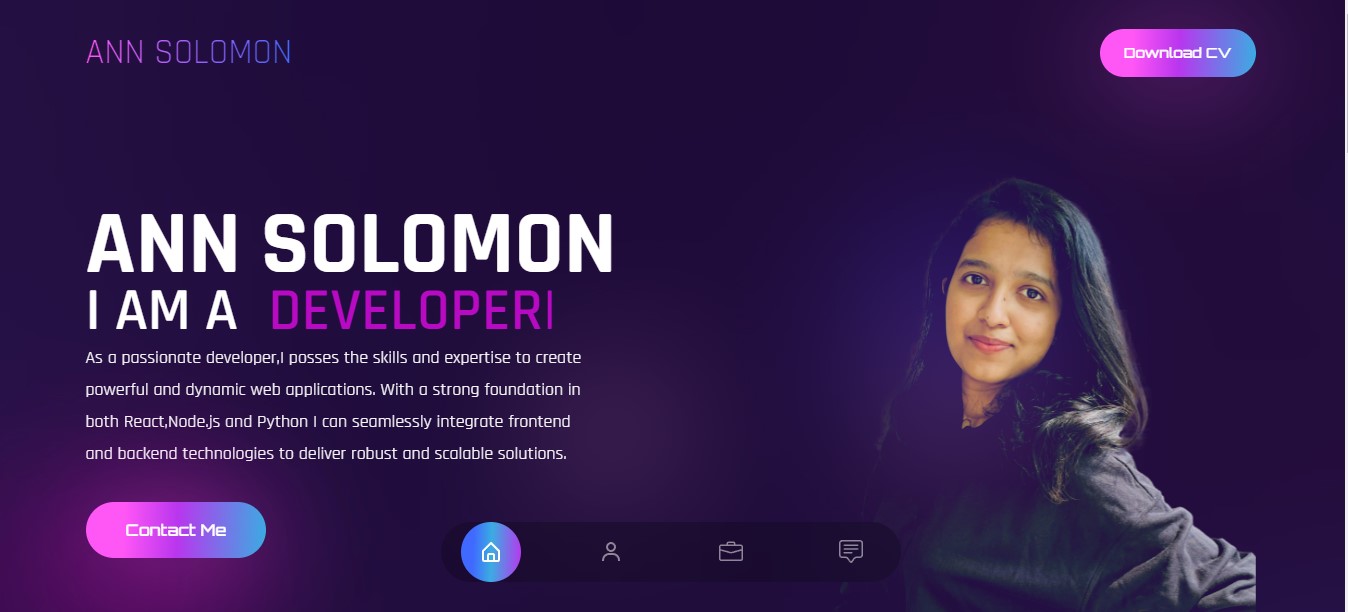 ANN SOLOMON
Download CV
ANN SOLOMON
I AM A DEVELOPER|
As a passionate developer,I posses the skills and expertise to create
powerful and dynamic web applications. With a strong foundation in
both React,Node.js and Python I can seamlessly integrate frontend
and backend technologies to deliver robust and scalable solutions.
Contact Me